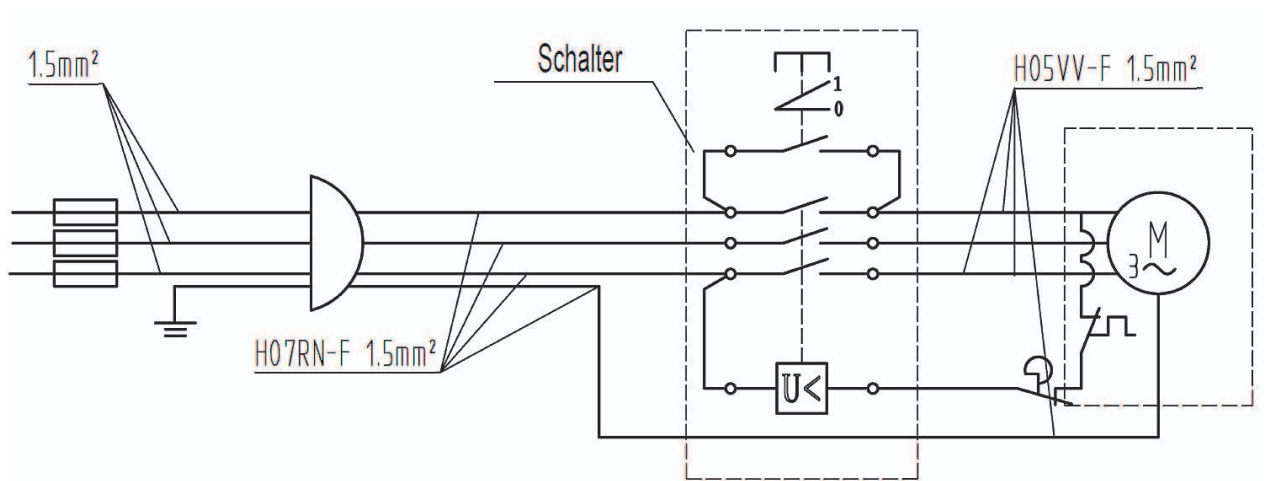 1.5mm²
Schalter
H05VV-F 1.5mm²
1
0
M
3~
H07RN-F 1.5mm²
U<